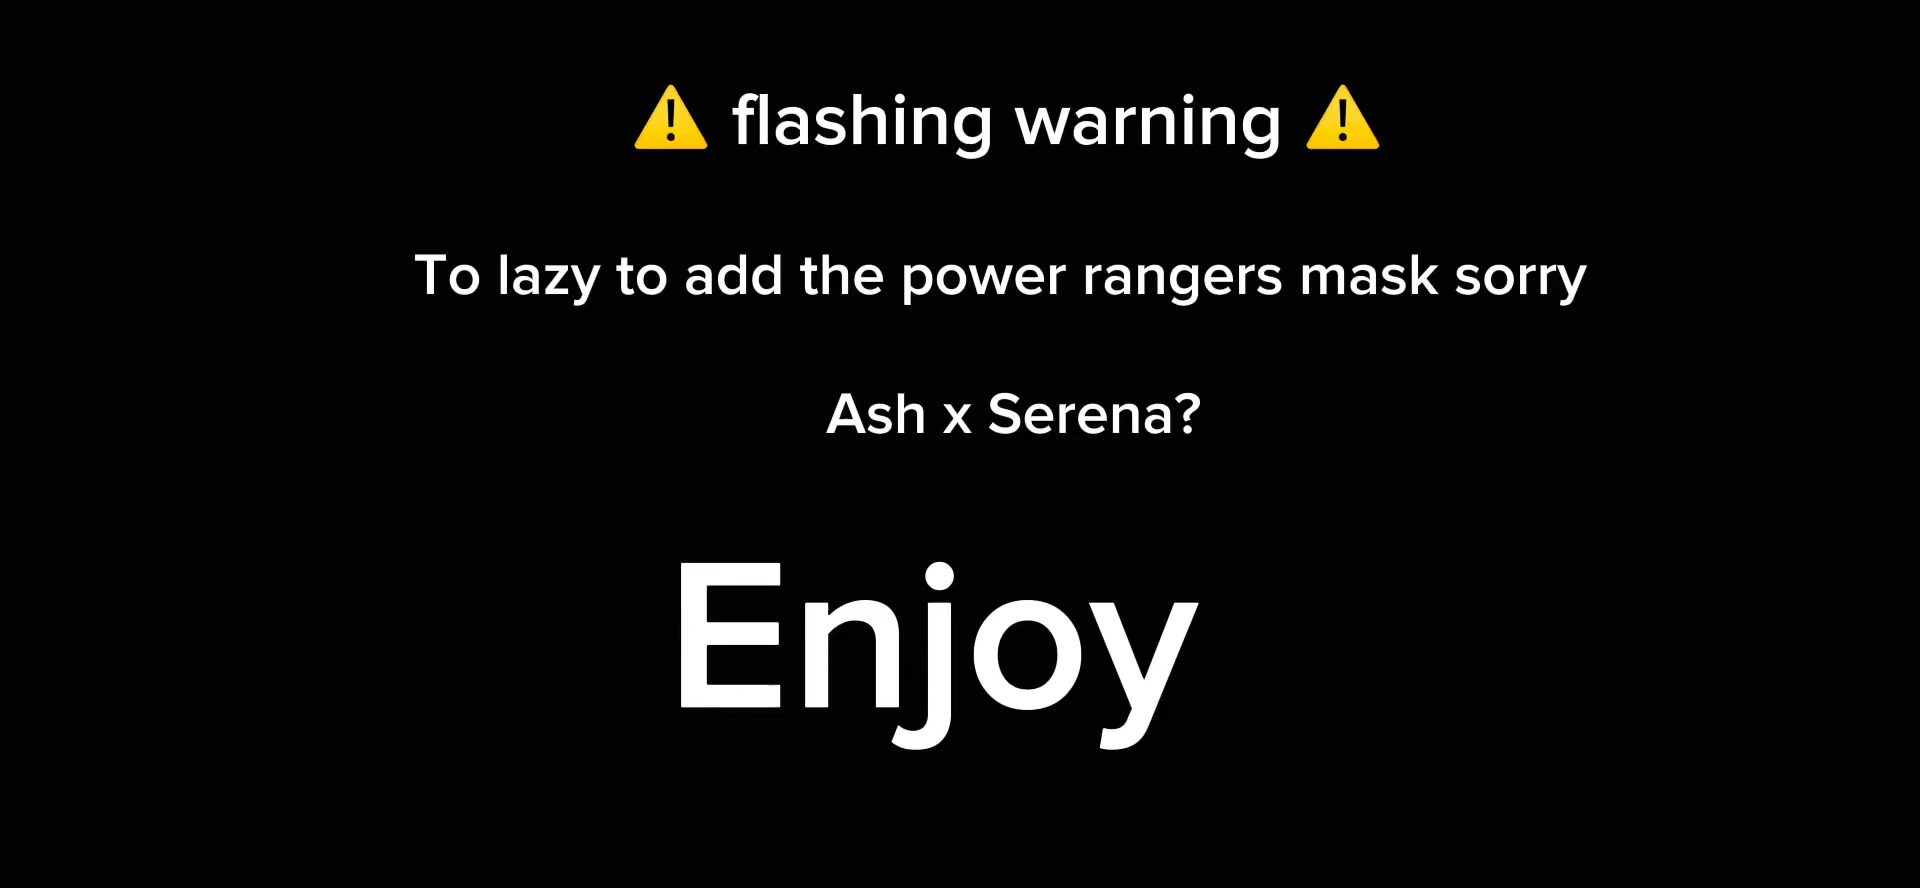 ⚠️ flashing warning ⚠️
To lazy to add the power rangers mask sorry
Ash x Serena?
Enjoy